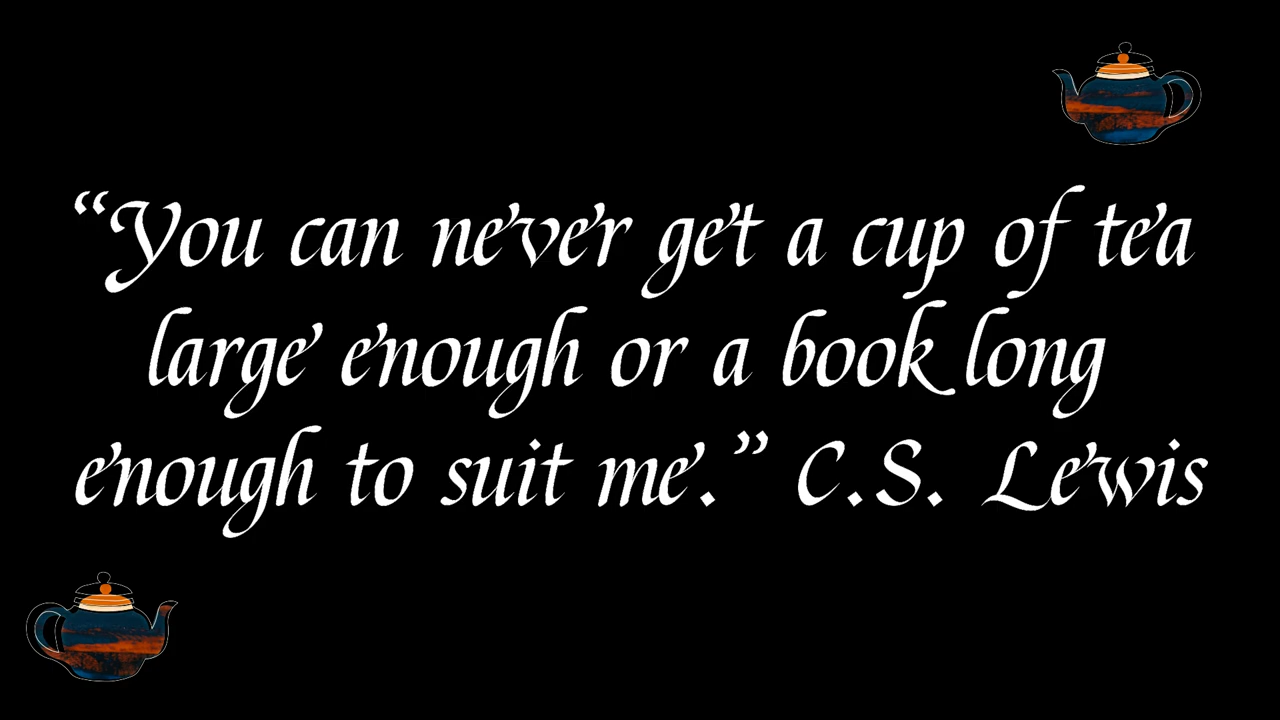 “You can never get a cup of tea
large enough or a book long
enough to suit me.” C.S. Lewis